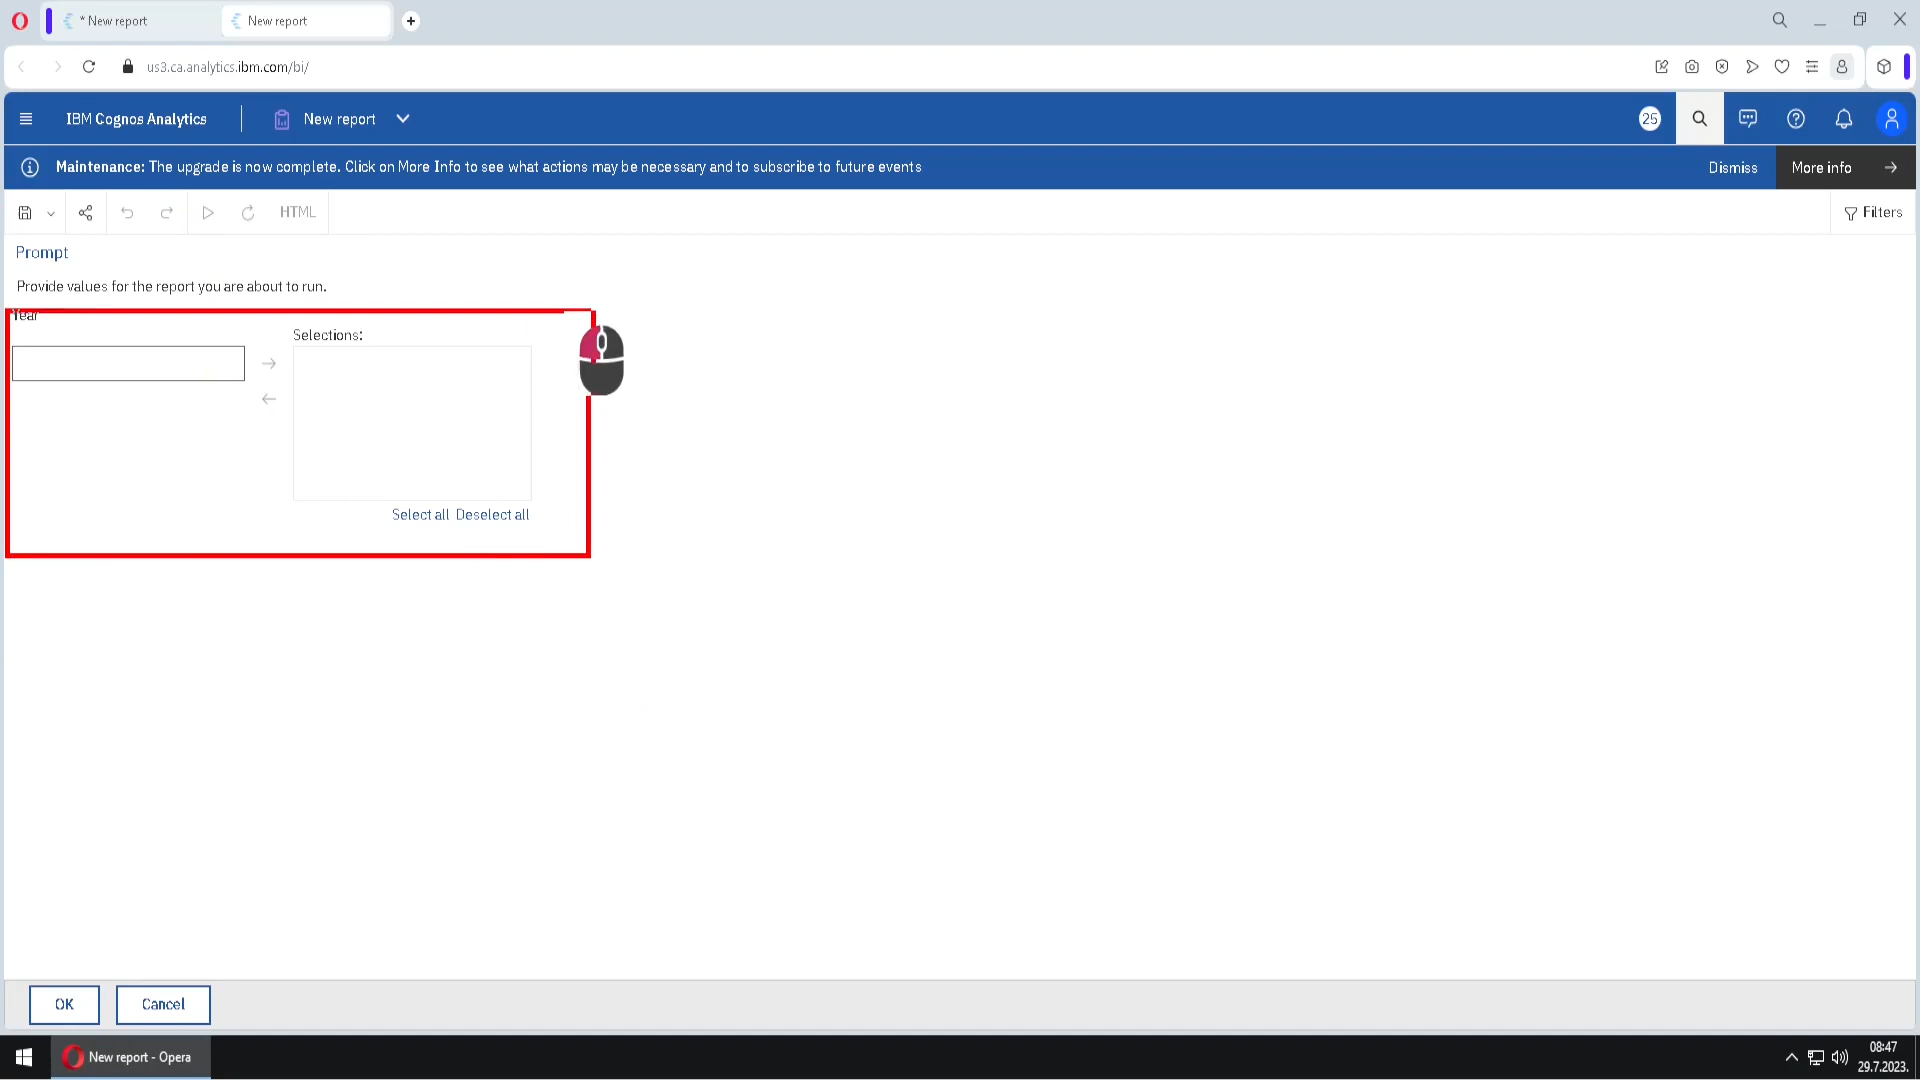 * New report
New report
us3.ca.analytics.ibm.com/bi/
IBM Cognos Analytics
New report
25
Maintenance: The upgrade is now complete. Click on More Info to see what actions may be necessary and to subscribe to future events
Dismiss
More info
HTML
Filters
Prompt
Provide values for the report you are about to run.
Year
Selections:
Select all Deselect all
OK
Cancel
New report - Opera
08:47
29.7.2023.